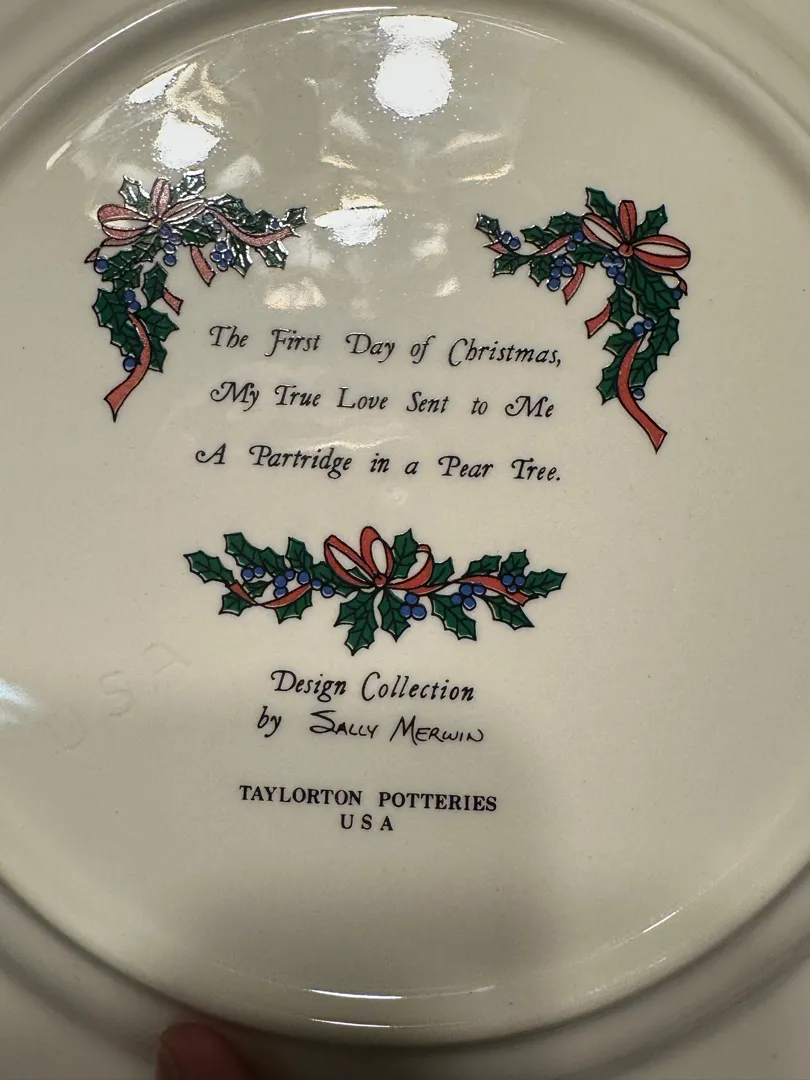 The First Day of Christmas,
My True Love Sent to Me
A Partridge in a Pear Tree.
Design Collection
by SALLY MERWIN
TAYLORTON POTTERIES
USA
USA